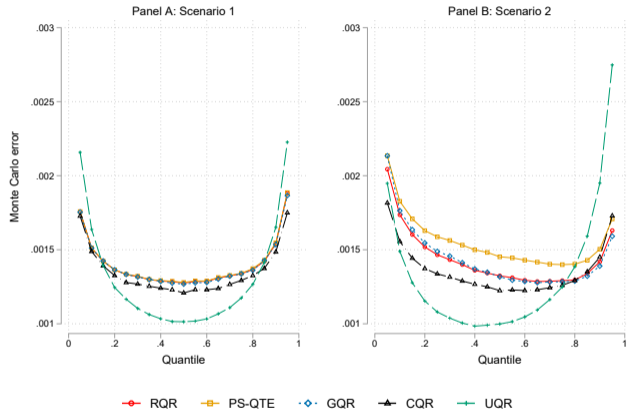 Panel A: Scenario 1
Panel B: Scenario 2
Monte Carlo error
.003
.0025
.002
.0015
.001
0 .2 .4 .6 .8 1
Quantile
.003
.0025
.002
.0015
.001
0 .2 .4 .6 .8 1
Quantile
RQR PS-QTE GQR CQR UQR